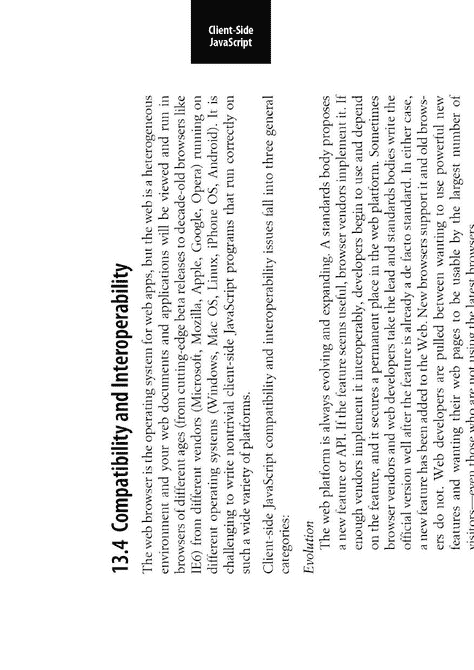 Client-Side
JavaScript
13.4 Compatibility and Interoperability
The web browser is the operating system for web apps, but the web is a heterogeneous
environment and your web documents and applications will be viewed and run in
browsers of different ages (from cutting-edge beta releases to decade-old browsers like
IE6) from different vendors (Microsoft, Mozilla, Apple, Google, Opera) running on
different operating systems (Windows, Mac OS, Linux, iPhone OS, Android). It is
challenging to write nontrivial client-side JavaScript programs that run correctly on
such a wide variety of platforms.
Client-side JavaScript compatibility and interoperability issues fall into three general
categories:
Evolution
The web platform is always evolving and expanding. A standards body proposes
a new feature or API. If the feature seems useful, browser vendors implement it. If
enough vendors implement it interoperably, developers begin to use and depend
on the feature, and it secures a permanent place in the web platform. Sometimes
browser vendors and web developers take the lead and standards bodies write the
official version well after the feature is already a de facto standard. In either case,
a new feature has been added to the Web. New browsers support it and old brows-
ers do not. Web developers are pulled between wanting to use powerful new
features and wanting their web pages to be usable by the largest number of
visitors—even those who are not using the latest browsers.